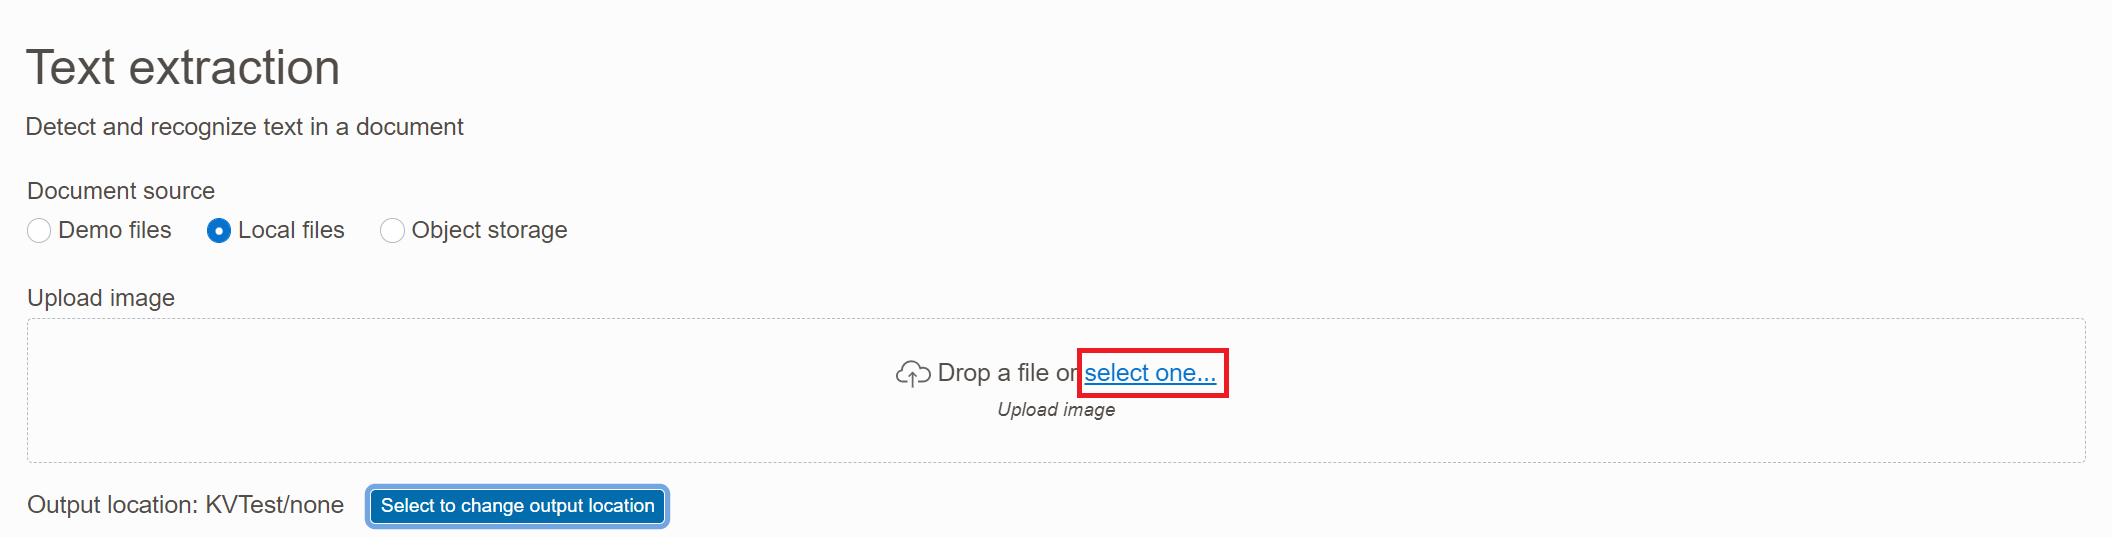 Text extraction
Detect and recognize text in a document
Document source
Demo files Local files Object storage
Upload image
Drop a file or select one...
Upload image
Output location: KVTest/none Select to change output location